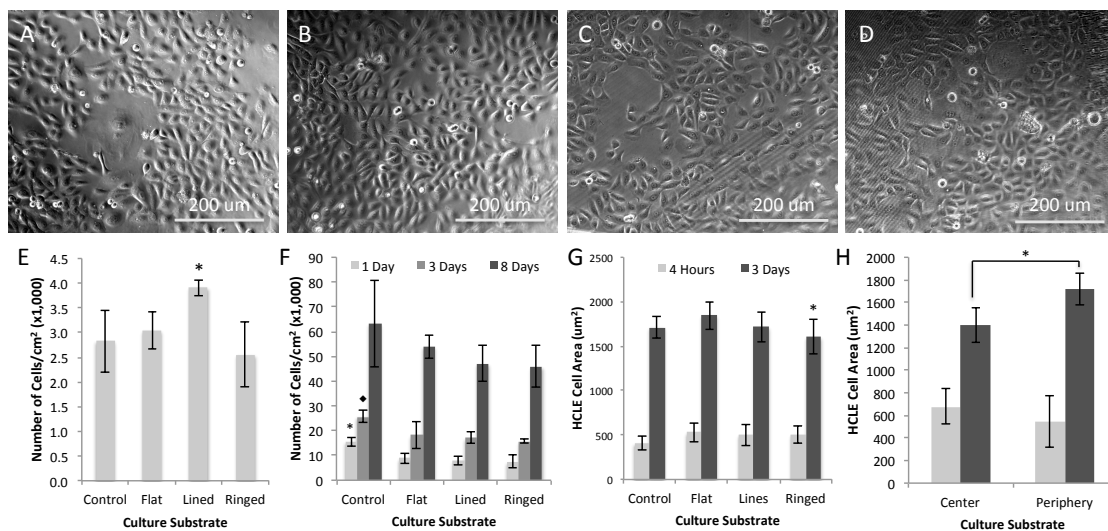 A
200 um
B
200 um
C
200 um
D
200 um
E
Number of Cells/cm² (x1,000)
4.5
4.0
3.5
3.0
2.5
2.0
1.5
1.0
0.5
0.0
*
Control Flat Lined Ringed
Culture Substrate
F
Number of Cells/cm² (x1,000)
1 Day 3 Days 8 Days
90
80
70
60
50
40
30
20
10
0
* ◆
Control Flat Lined Ringed
Culture Substrate
G
HCLE Cell Area (um²)
4 Hours 3 Days
2500
2000
1500
1000
500
0
*
Control Flat Lines Ringed
Culture Substrate
H
HCLE Cell Area (um²)
2000
1800
1600
1400
1200
1000
800
600
400
200
0
*
Center Periphery
Culture Substrate